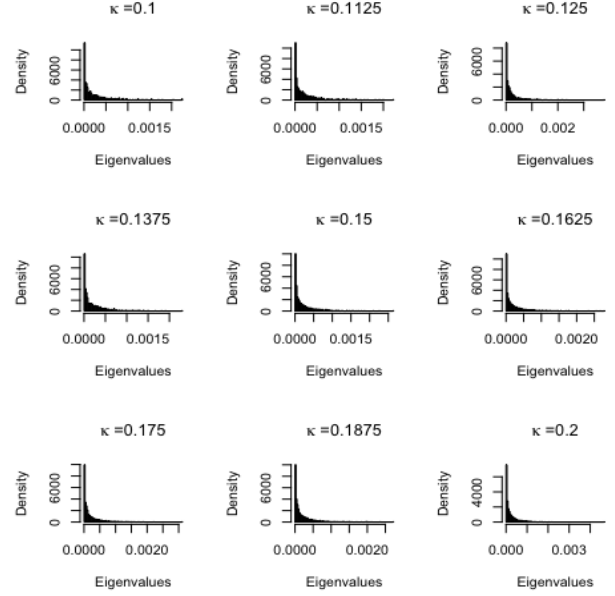 κ =0.1
Density
0 6000
0.0000 0.0015
Eigenvalues
κ =0.1125
Density
0 6000
0.0000 0.0015
Eigenvalues
κ =0.125
Density
0 6000
0.000 0.002
Eigenvalues
κ =0.1375
Density
0 6000
0.0000 0.0015
Eigenvalues
κ =0.15
Density
0 6000
0.0000 0.0015
Eigenvalues
κ =0.1625
Density
0 6000
0.0000 0.0020
Eigenvalues
κ =0.175
Density
0 6000
0.0000 0.0020
Eigenvalues
κ =0.1875
Density
0 6000
0.0000 0.0020
Eigenvalues
κ =0.2
Density
0 4000
0.000 0.003
Eigenvalues